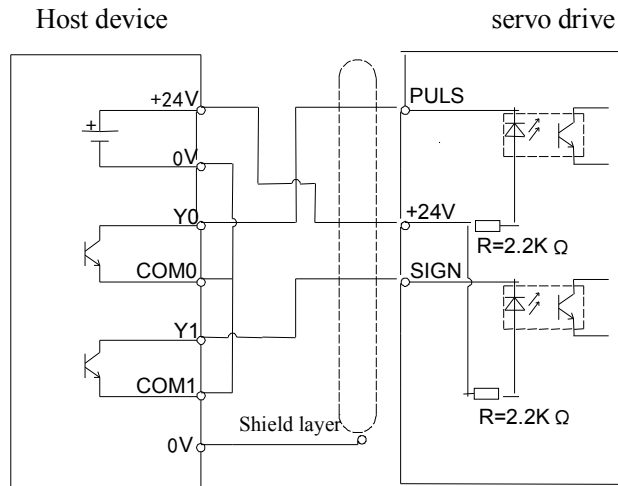 Host device
servo drive
+24V
0V
Y0
COM0
Y1
COM1
0V
Shield layer
PULS
+24V
R=2.2K Ω
SIGN
R=2.2K Ω
+